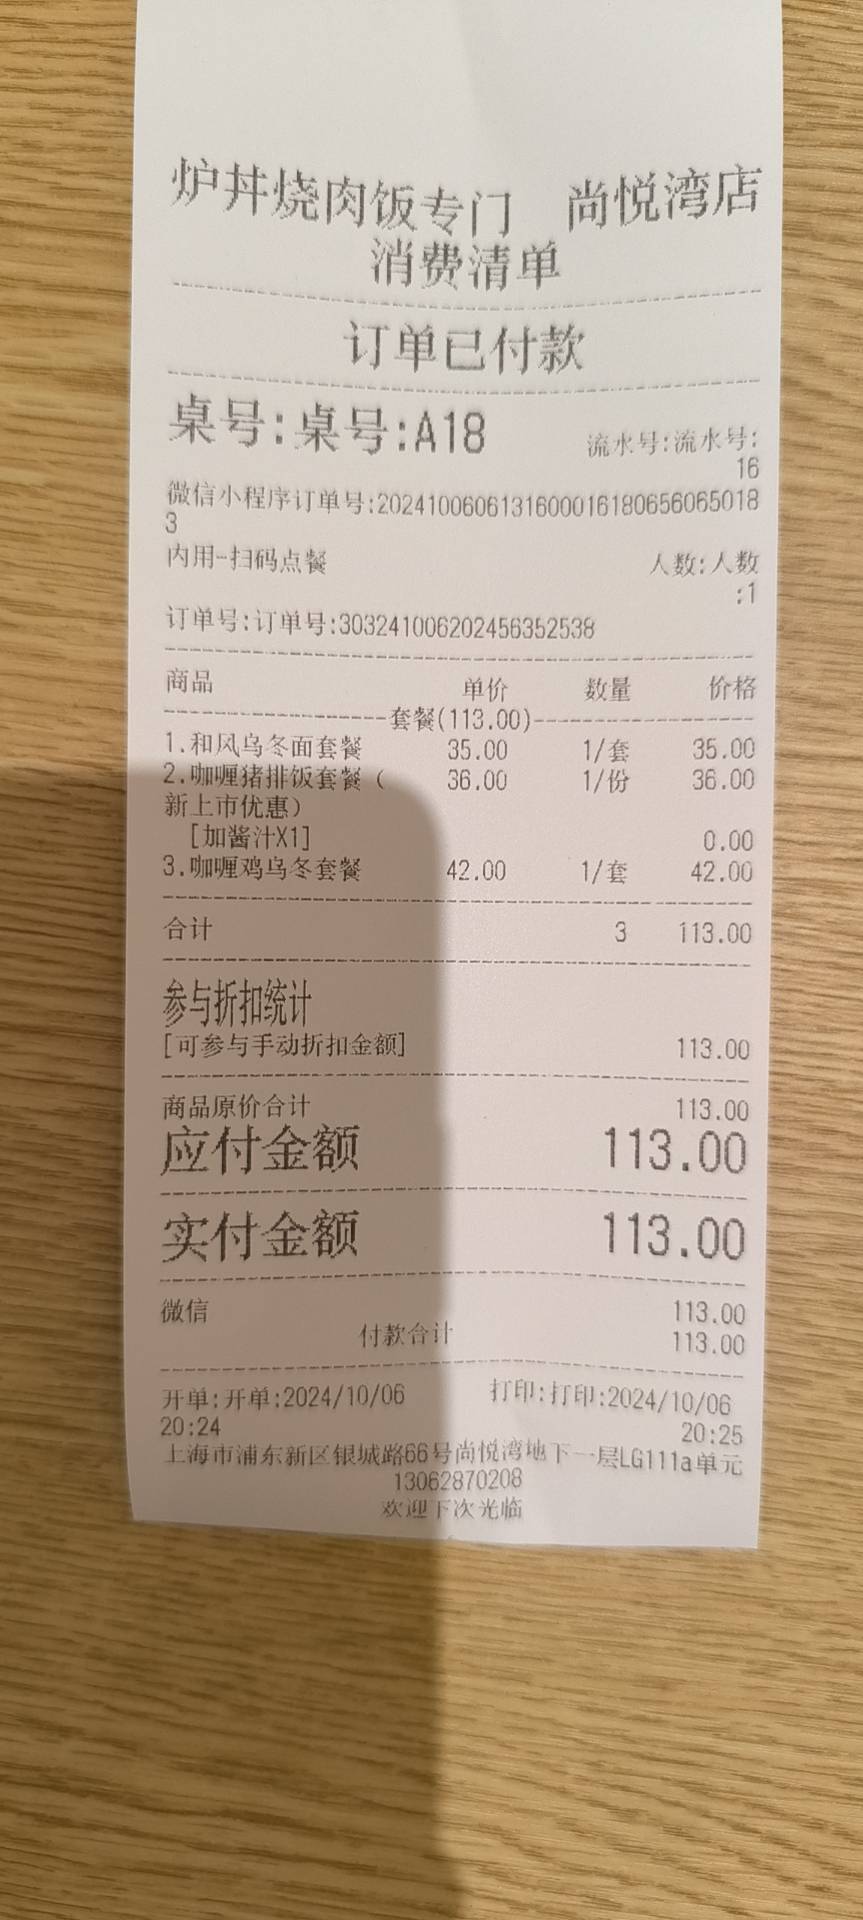 炉丼烧肉饭专门 尚悦湾店
消费清单
订单已付款
桌号:桌号:A18 流水号:流水号:
16
微信小程序订单号:2024100606131600016180656065018
3
内用-扫码点餐 人数:人数
:1
订单号:订单号:303241006202456352538
商品 单价 数量 价格
套餐(113.00)
1.和风乌冬面套餐 35.00 1/套 35.00
2.咖喱猪排饭套餐（ 36.00 1/份 36.00
新上市优惠）
[加酱汁X1] 0.00
3.咖喱鸡乌冬套餐 42.00 1/套 42.00
合计 3 113.00
参与折扣统计
[可参与手动折扣金额] 113.00
商品原价合计 113.00
应付金额 113.00
实付金额 113.00
微信 113.00
付款合计 113.00
开单:开单:2024/10/06 打印:打印:2024/10/06
20:24 20:25
上海市浦东新区银城路66号尚悦湾地下一层LG111a单元
13062870208
欢迎下次光临